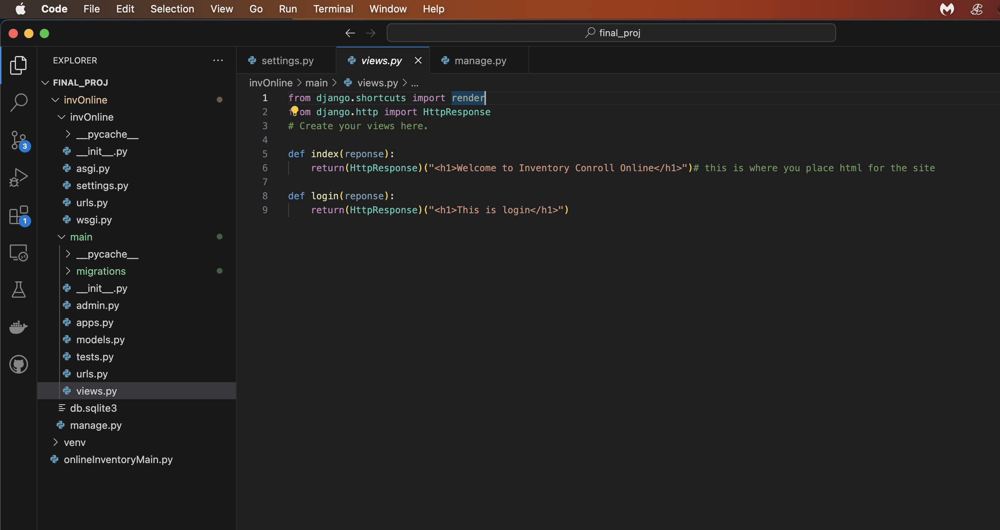 Code File Edit Selection View Go Run Terminal Window Help
final_proj
EXPLORER
FINAL_PROJ
invOnline
invOnline
__pycache__
__init__.py
asgi.py
settings.py
urls.py
wsgi.py
main
__pycache__
migrations
__init__.py
admin.py
apps.py
models.py
tests.py
urls.py
views.py
db.sqlite3
manage.py
venv
onlineInventoryMain.py
3
1
settings.py views.py manage.py
invOnline > main > views.py > ...
1 from django.shortcuts import render
2 from django.http import HttpResponse
3 # Create your views here.
4
5 def index(reponse):
6 return(HttpResponse)("<h1>Welcome to Inventory Conroll Online</h1>")# this is where you place html for the site
7
8 def login(reponse):
9 return(HttpResponse)("<h1>This is login</h1>")